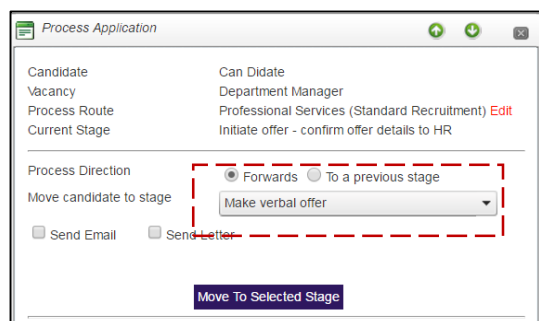 Process Application
Candidate Can Didate
Vacancy Department Manager
Process Route Professional Services (Standard Recruitment) Edit
Current Stage Initiate offer - confirm offer details to HR
Process Direction Forwards To a previous stage
Move candidate to stage Make verbal offer
Send Email Send Letter
Move To Selected Stage